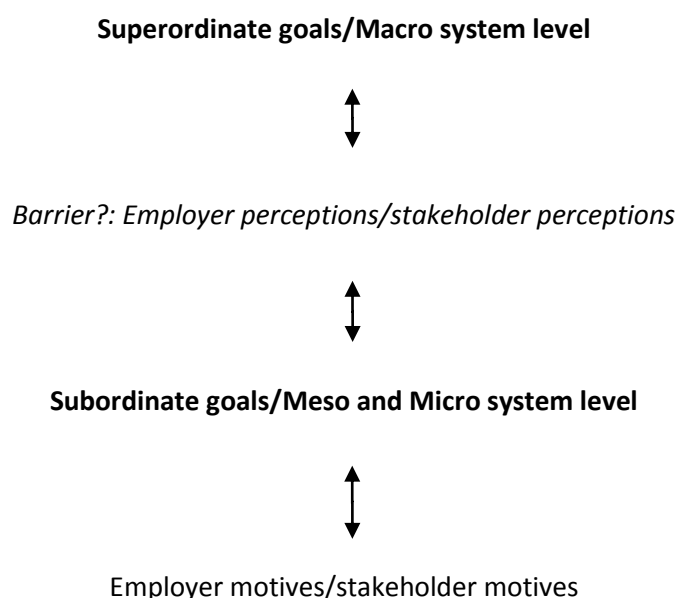 Superordinate goals/Macro system level
Barrier?: Employer perceptions/stakeholder perceptions
Subordinate goals/Meso and Micro system level
Employer motives/stakeholder motives